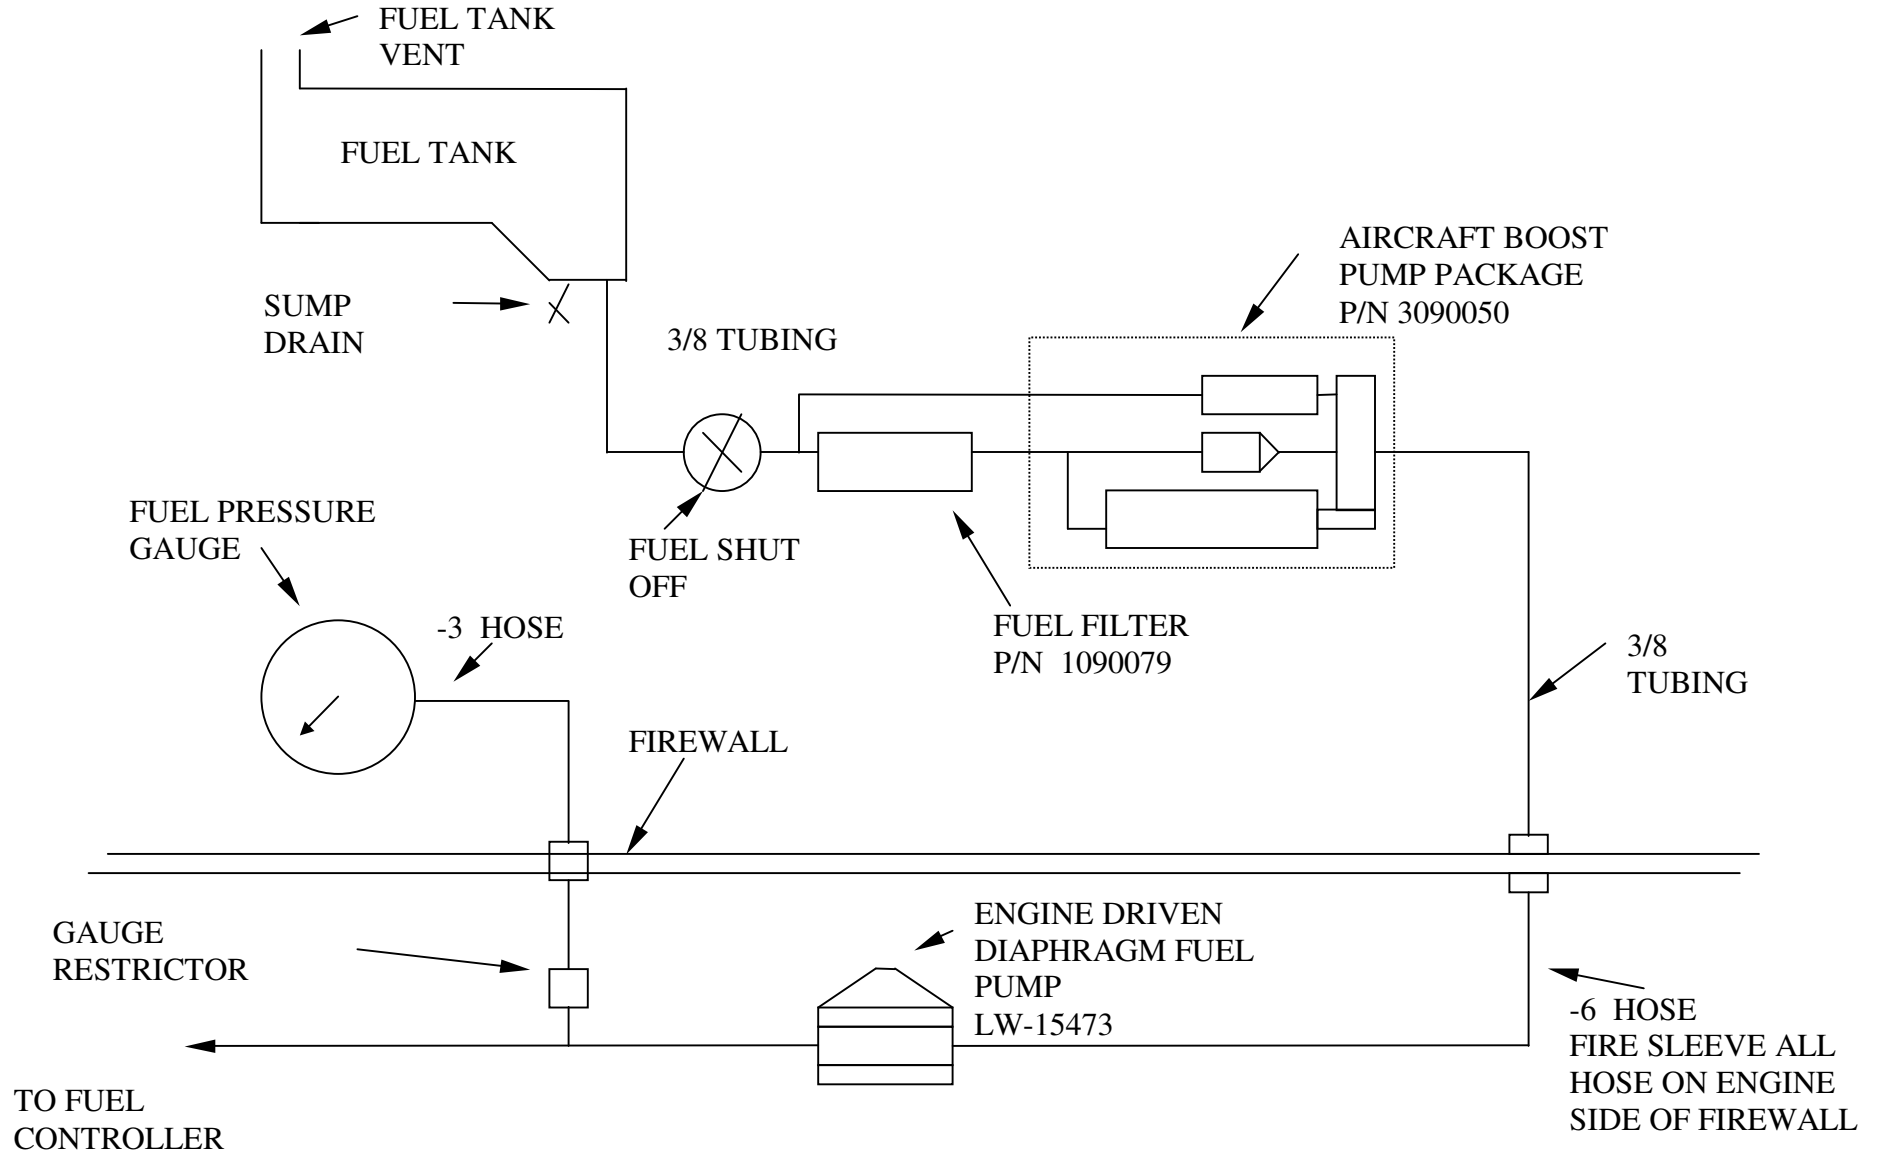 FUEL TANK
VENT
FUEL TANK
SUMP
DRAIN
3/8 TUBING
AIRCRAFT BOOST
PUMP PACKAGE
P/N 3090050
FUEL PRESSURE
GAUGE
FUEL SHUT
OFF
-3 HOSE
FUEL FILTER
P/N 1090079
3/8
TUBING
FIREWALL
GAUGE
RESTRICTOR
ENGINE DRIVEN
DIAPHRAGM FUEL
PUMP
LW-15473
-6 HOSE
FIRE SLEEVE ALL
HOSE ON ENGINE
SIDE OF FIREWALL
TO FUEL
CONTROLLER